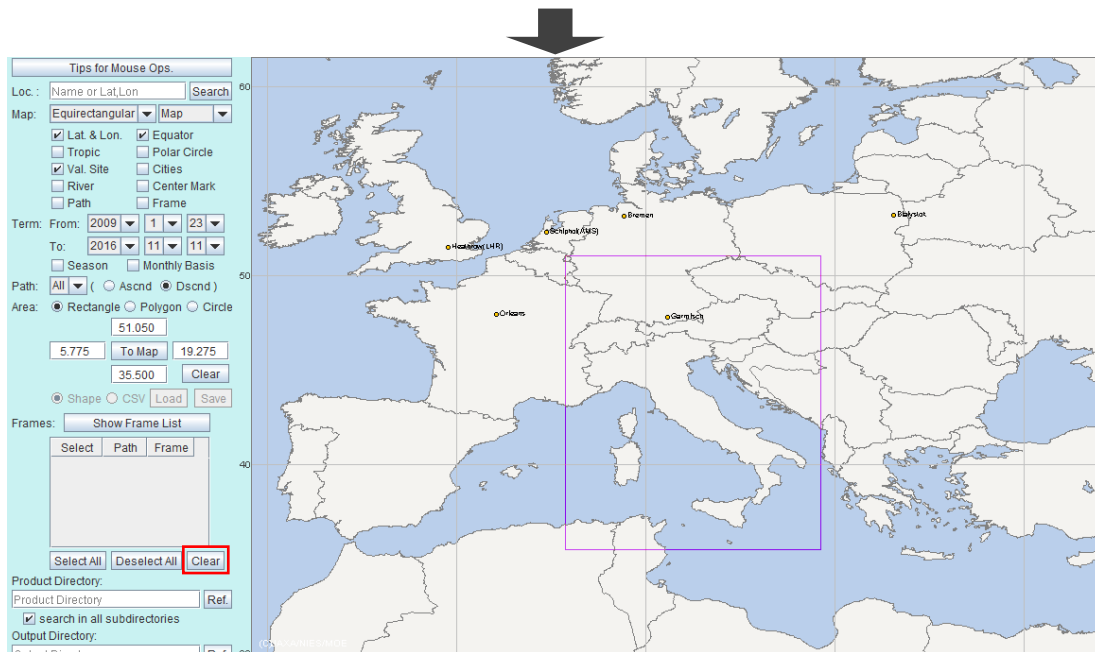 Tips for Mouse Ops.
Loc. : Name or Lat,Lon Search
Map: Equirectangular Map
Lat. & Lon. Equator
Tropic Polar Circle
Val. Site Cities
River Center Mark
Path Frame
Term: From: 2009 1 23
To: 2016 11 11
Season Monthly Basis
Path: All ( Ascnd Dscnd )
Area: Rectangle Polygon Circle
51.050
5.775 To Map 19.275
35.500 Clear
Shape CSV Load Save
Frames: Show Frame List
Select Path Frame
Select All Deselect All Clear
Product Directory:
Product Directory Ref.
search in all subdirectories
Output Directory:
60
Bremen
Bialystok
Schiphol(AMS)
Heathrow(LHR)
50
Orleans
Garmisch
40